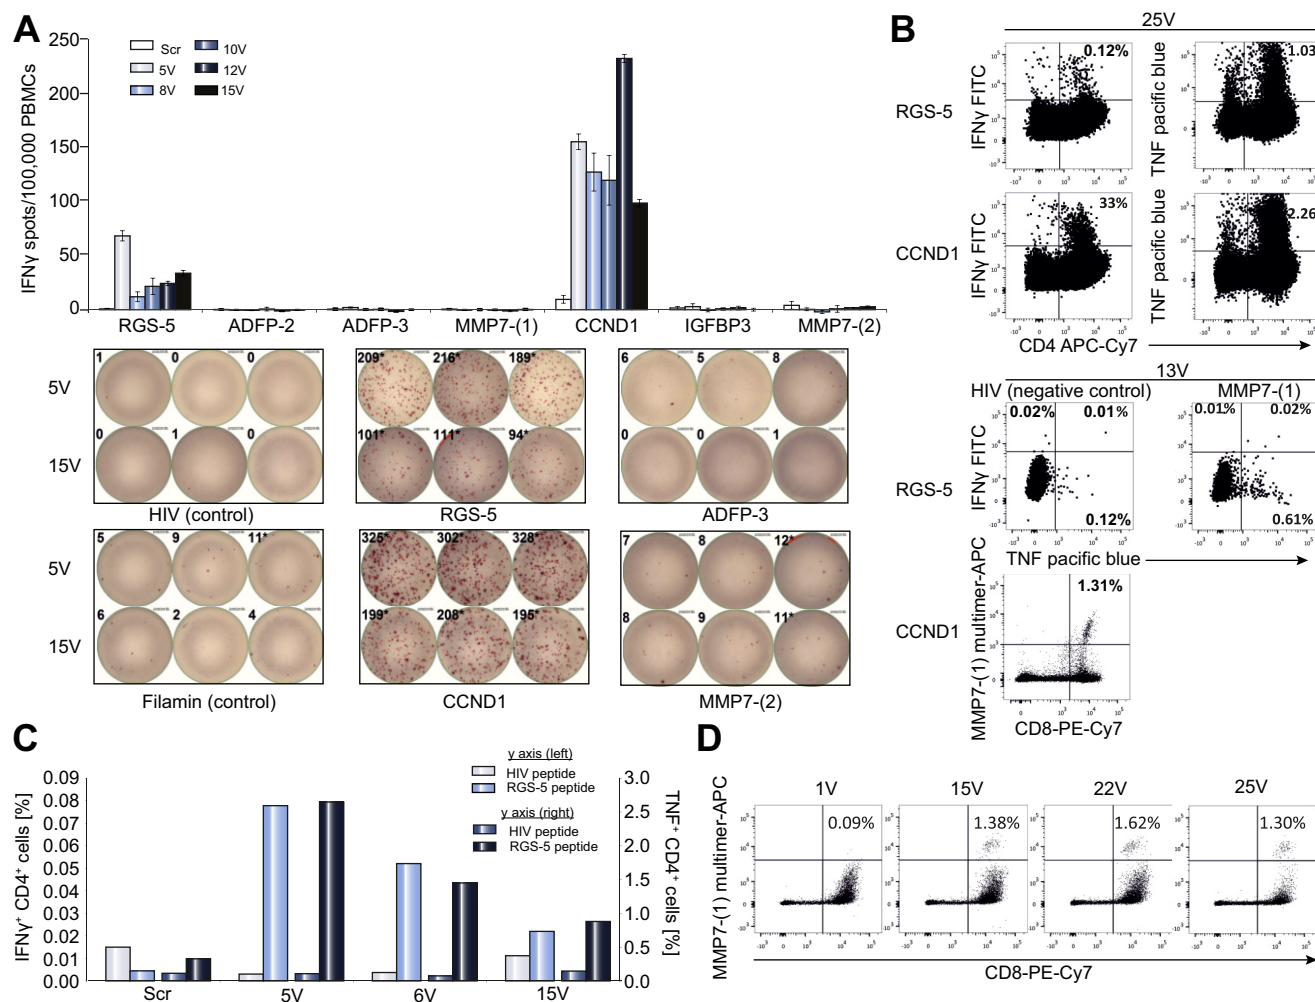 A
250
200
150
100
50
0
IFNγ spots/100,000 PBMCs
Scr
5V
8V
10V
12V
15V
RGS-5 ADFP-2 ADFP-3 MMP7-(1) CCND1 IGFBP3 MMP7-(2)
5V
15V
1 0 0
0 1 0
HIV (control)
209* 216* 189*
101* 111* 94*
RGS-5
6 5 8
0 0 1
ADFP-3
5V
15V
5 9 11*
6 2 4
Filamin (control)
325* 302* 328*
199* 208* 195*
CCND1
7 8 12*
8 9 11*
MMP7-(2)
B
25V
RGS-5
IFNγ FITC
0.12%
TNF pacific blue
1.03
CCND1
IFNγ FITC
33%
TNF pacific blue
2.26
CD4 APC-Cy7
13V
HIV (negative control) MMP7-(1)
RGS-5
IFNγ FITC
0.02% 0.01%
0.12%
0.01% 0.02%
0.61%
TNF pacific blue
CCND1
MMP7-(1) multimer-APC
1.31%
CD8-PE-Cy7
C
IFNγ⁺ CD4⁺ cells [%]
0.09
0.08
0.07
0.06
0.05
0.04
0.03
0.02
0.01
0.00
y axis (left)
HIV peptide
RGS-5 peptide
y axis (right)
HIV peptide
RGS-5 peptide
3.0
2.5
2.0
1.5
1.0
0.5
0.0
TNF⁺ CD4⁺ cells [%]
Scr 5V 6V 15V
D
1V 15V 22V 25V
MMP7-(1) multimer-APC
0.09% 1.38% 1.62% 1.30%
CD8-PE-Cy7